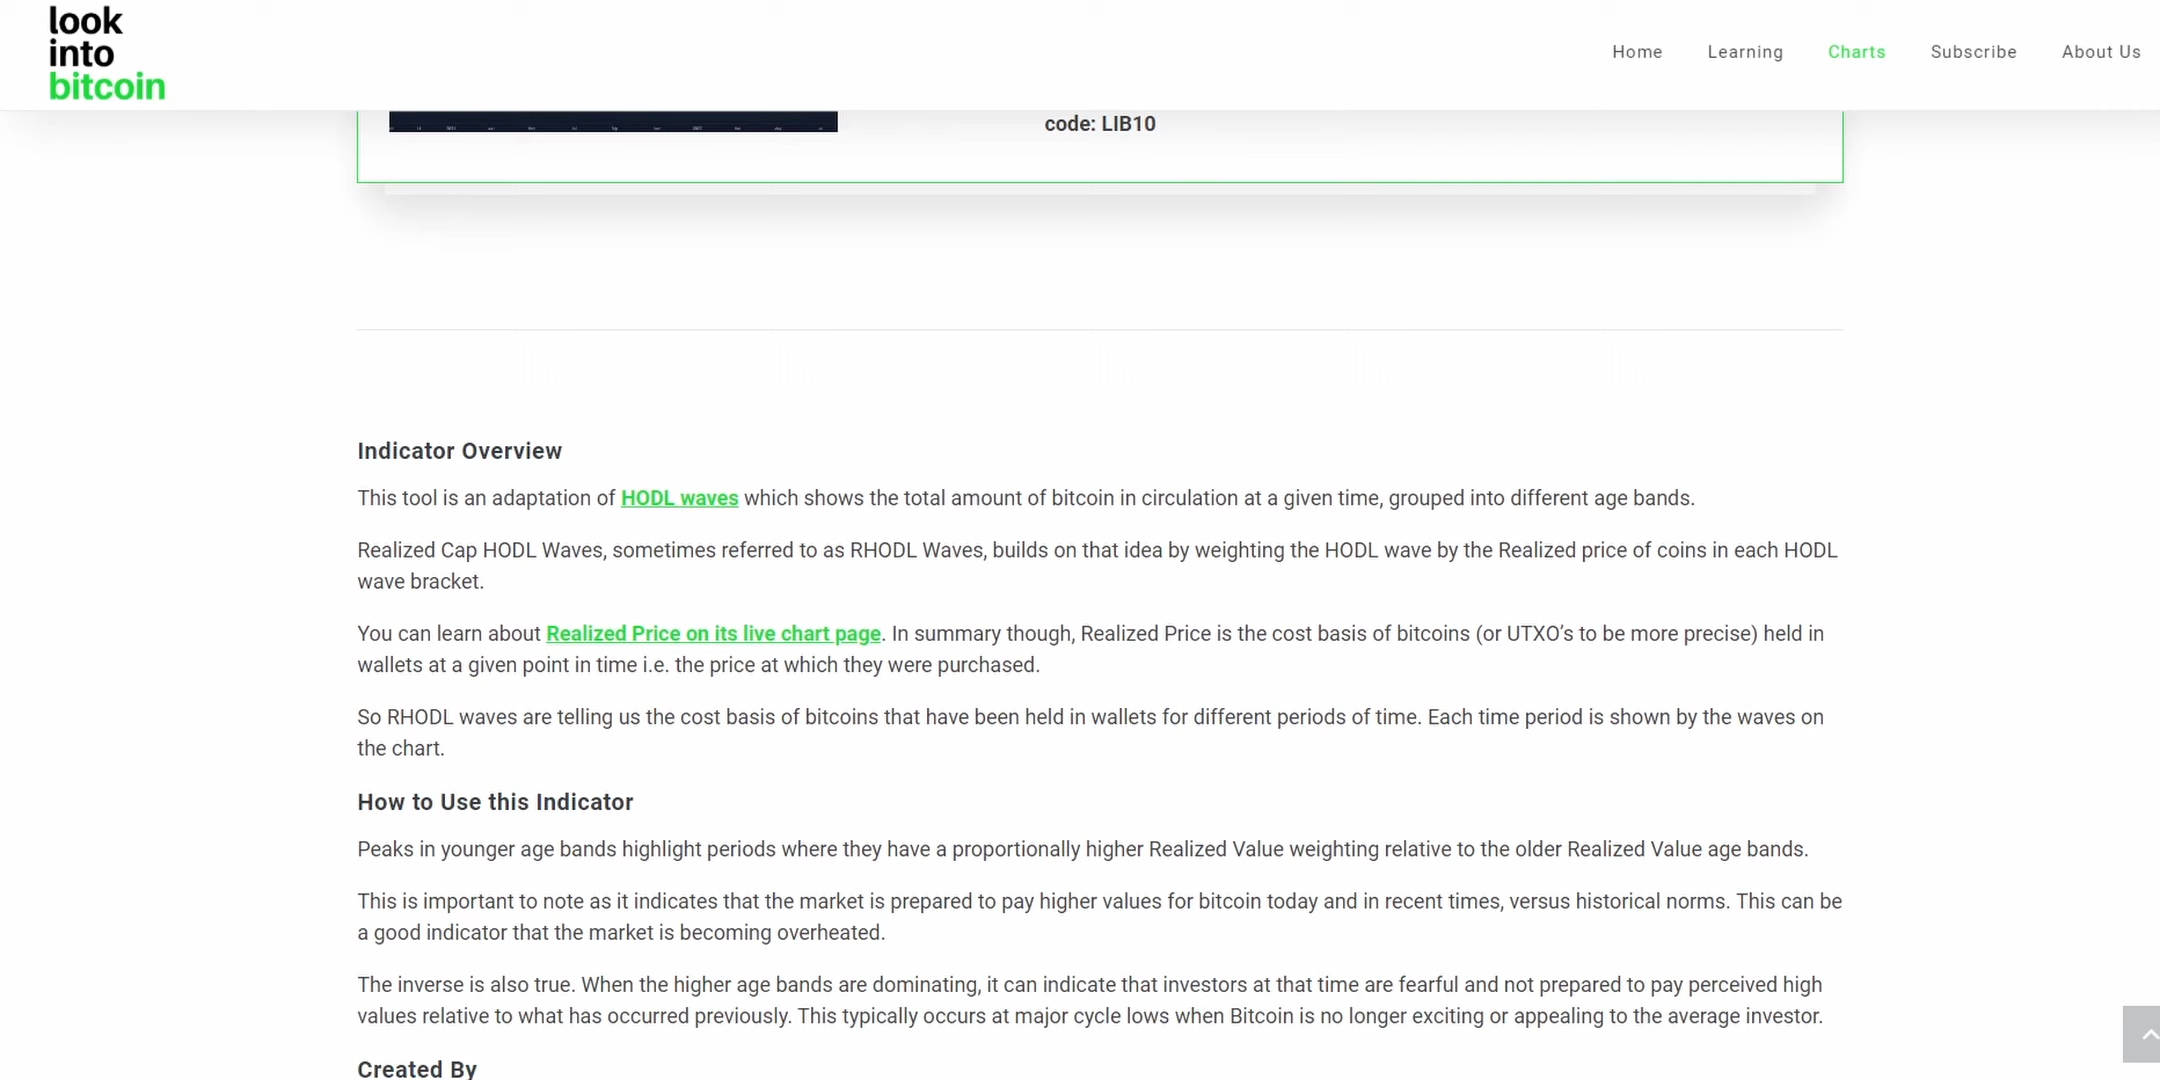 look
into
bitcoin
Home Learning Charts Subscribe About Us
code: LIB10
Indicator Overview
This tool is an adaptation of HODL waves which shows the total amount of bitcoin in circulation at a given time, grouped into different age bands.
Realized Cap HODL Waves, sometimes referred to as RHODL Waves, builds on that idea by weighting the HODL wave by the Realized price of coins in each HODL
wave bracket.
You can learn about Realized Price on its live chart page. In summary though, Realized Price is the cost basis of bitcoins (or UTXO’s to be more precise) held in
wallets at a given point in time i.e. the price at which they were purchased.
So RHODL waves are telling us the cost basis of bitcoins that have been held in wallets for different periods of time. Each time period is shown by the waves on
the chart.
How to Use this Indicator
Peaks in younger age bands highlight periods where they have a proportionally higher Realized Value weighting relative to the older Realized Value age bands.
This is important to note as it indicates that the market is prepared to pay higher values for bitcoin today and in recent times, versus historical norms. This can be
a good indicator that the market is becoming overheated.
The inverse is also true. When the higher age bands are dominating, it can indicate that investors at that time are fearful and not prepared to pay perceived high
values relative to what has occurred previously. This typically occurs at major cycle lows when Bitcoin is no longer exciting or appealing to the average investor.
Created By